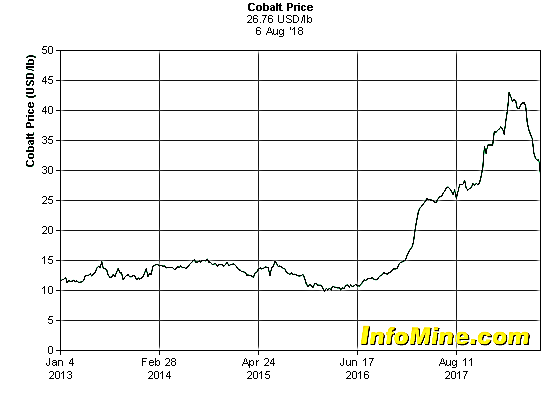 Cobalt Price
26.76 USD/lb
6 Aug '18
Cobalt Price (USD/lb)
50
45
40
35
30
25
20
15
10
5
0
InfoMine.com
Jan 4 Feb 28 Apr 24 Jun 17 Aug 11
2013 2014 2015 2016 2017